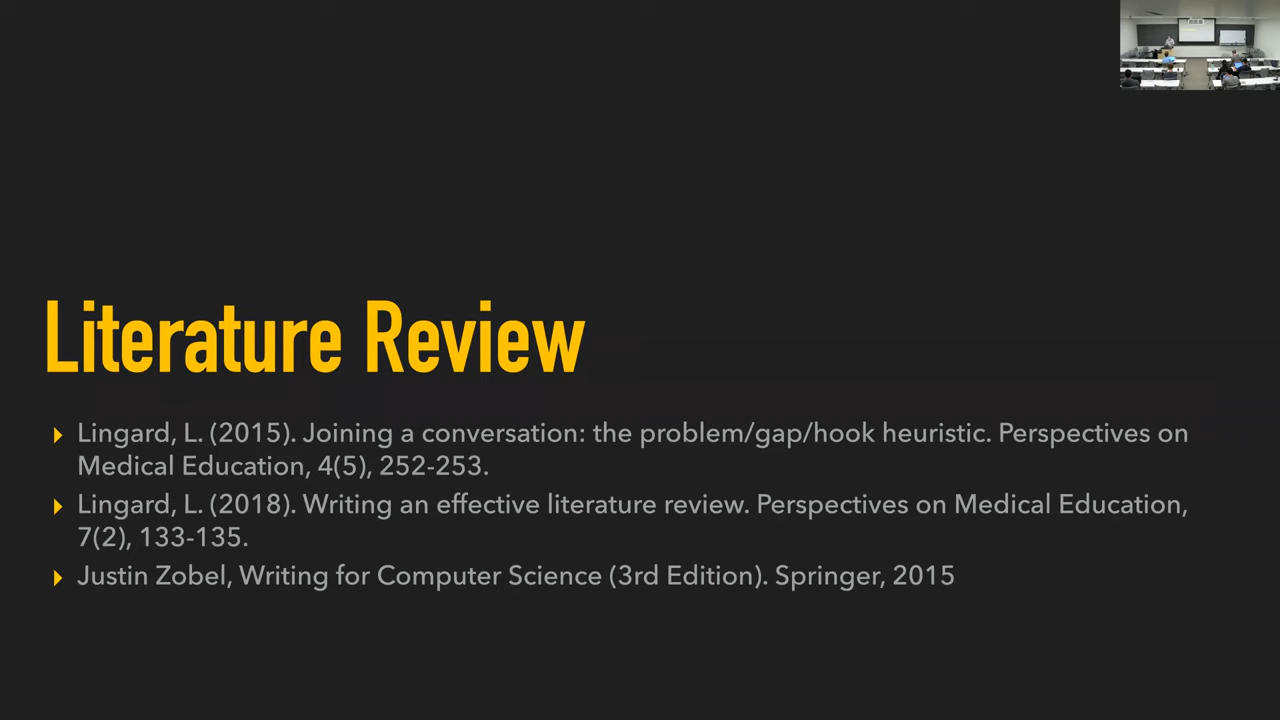 Literature Review
Lingard, L. (2015). Joining a conversation: the problem/gap/hook heuristic. Perspectives on
Medical Education, 4(5), 252-253.
Lingard, L. (2018). Writing an effective literature review. Perspectives on Medical Education,
7(2), 133-135.
Justin Zobel, Writing for Computer Science (3rd Edition). Springer, 2015